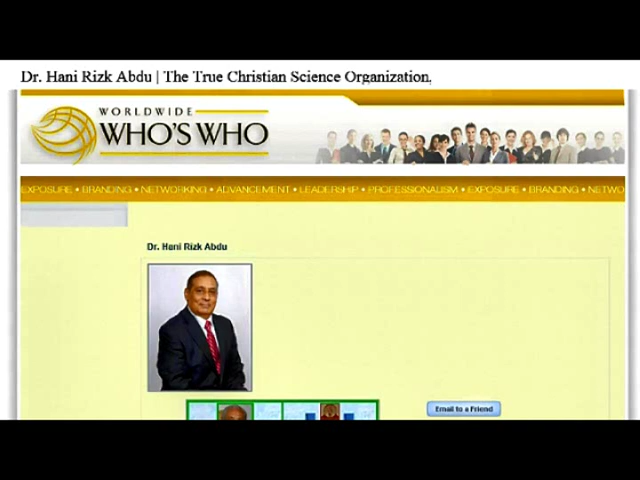 Dr. Hani Rizk Abdu | The True Christian Science Organization,
WORLDWIDE
WHO'S WHO
EXPOSURE • BRANDING • NETWORKING • ADVANCEMENT • LEADERSHIP • PROFESSIONALISM • EXPOSURE • BRANDING • NETWO
Dr. Hani Rizk Abdu
Email to a Friend